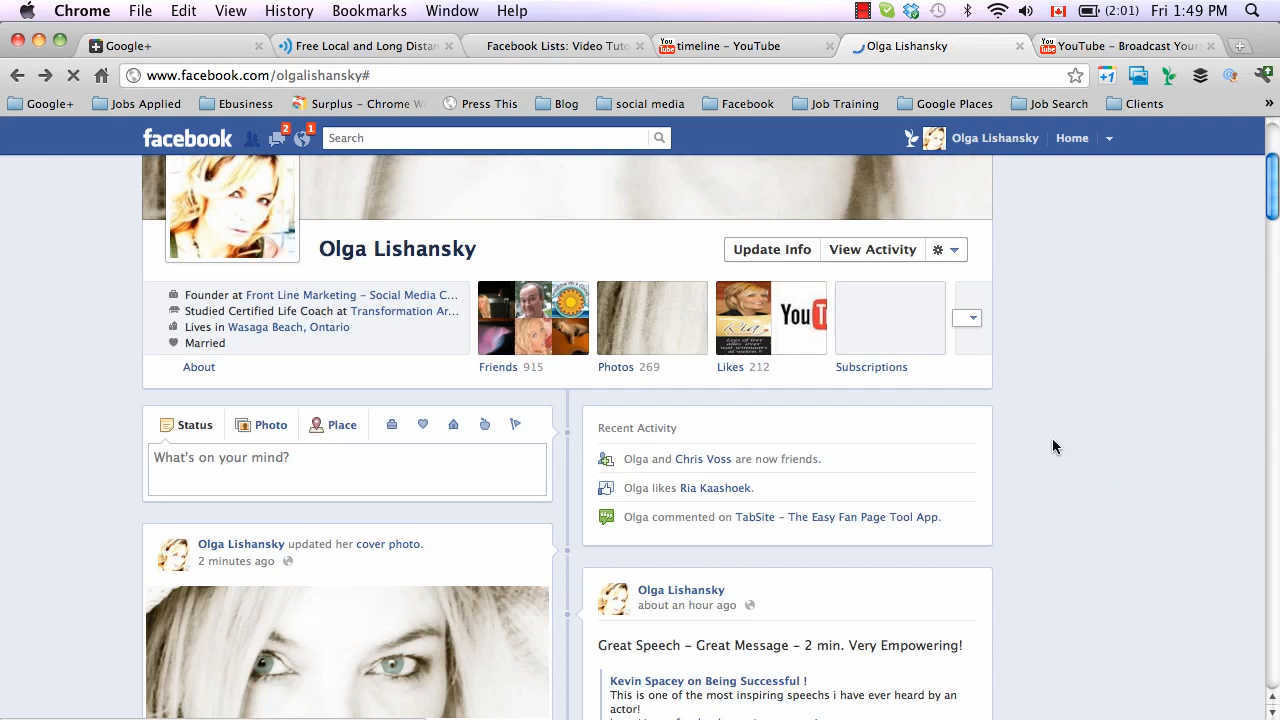 Chrome File Edit View History Bookmarks Window Help (2:01) Fri 1:49 PM
Google+ Free Local and Long Distan Facebook Lists: Video Tuto timeline - YouTube Olga Lishansky YouTube - Broadcast Your
www.facebook.com/olgalishansky#
Google+ Jobs Applied Ebusiness Surplus - Chrome W Press This Blog social media Facebook Job Training Google Places Job Search Clients »
facebook 2 1 Search Olga Lishansky Home
Olga Lishansky
Update Info View Activity
Founder at Front Line Marketing - Social Media C...
Studied Certified Life Coach at Transformation Ar...
Lives in Wasaga Beach, Ontario
Married
You T
About Friends 915 Photos 269 Likes 212 Subscriptions
Status Photo Place
What's on your mind?
Recent Activity
Olga and Chris Voss are now friends.
Olga likes Ria Kaashoek.
Olga commented on TabSite - The Easy Fan Page Tool App.
Olga Lishansky updated her cover photo.
2 minutes ago
Olga Lishansky
about an hour ago
Great Speech - Great Message - 2 min. Very Empowering!
Kevin Spacey on Being Successful !
This is one of the most inspiring speechs i have ever heard by an
actor!